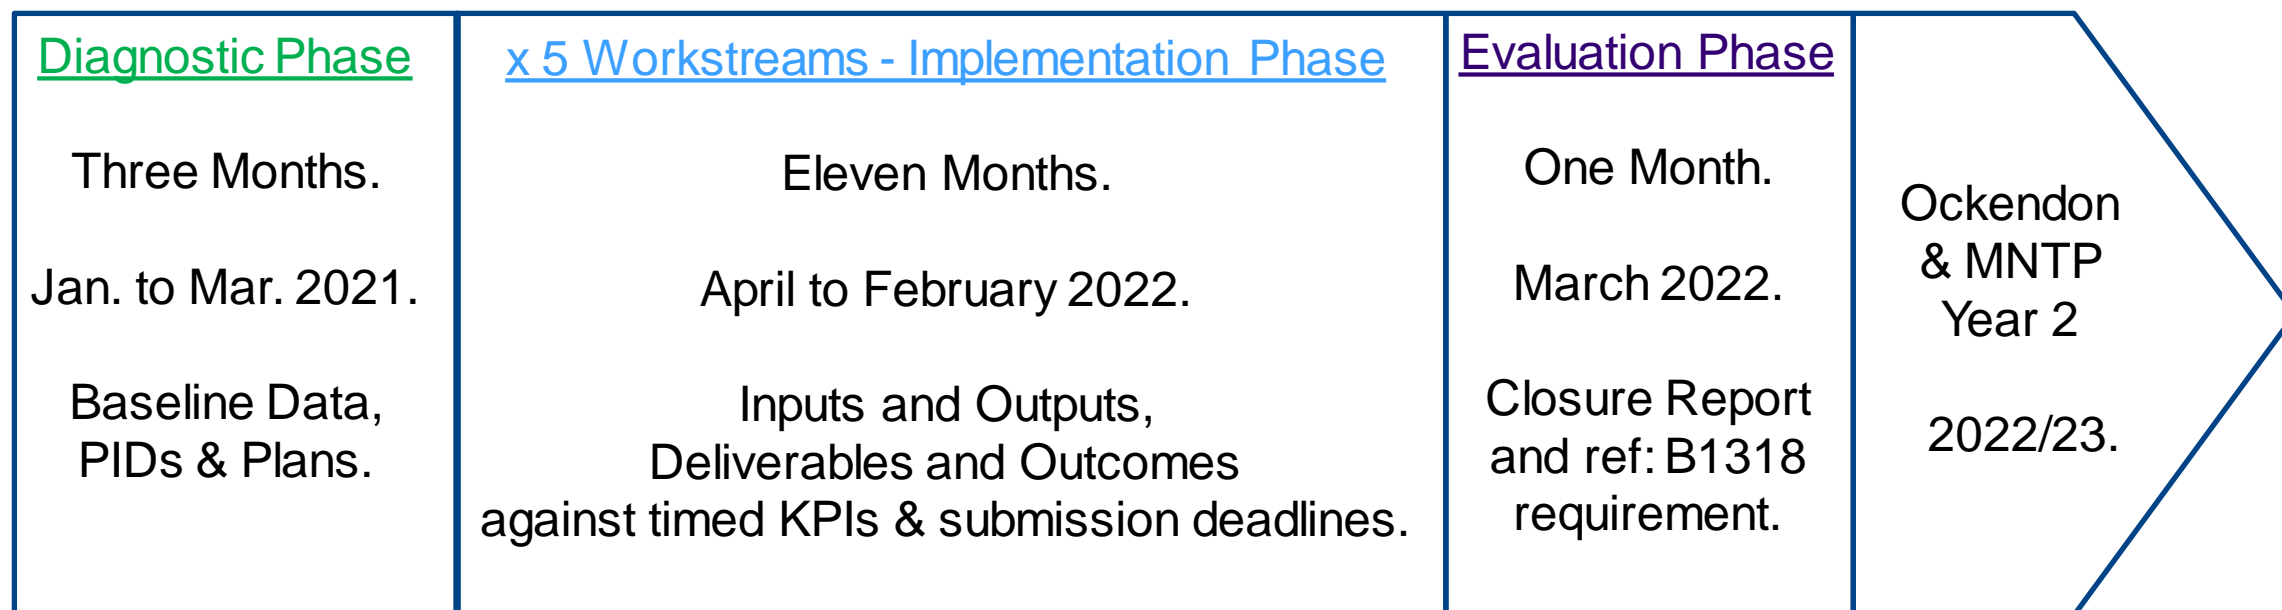 Diagnostic Phase
Three Months.
Jan. to Mar. 2021.
Baseline Data,
PIDs & Plans.
x 5 Workstreams - Implementation Phase
Eleven Months.
April to February 2022.
Inputs and Outputs,
Deliverables and Outcomes
against timed KPIs & submission deadlines.
Evaluation Phase
One Month.
March 2022.
Closure Report
and ref: B1318
requirement.
Ockendon
& MNTP
Year 2
2022/23.